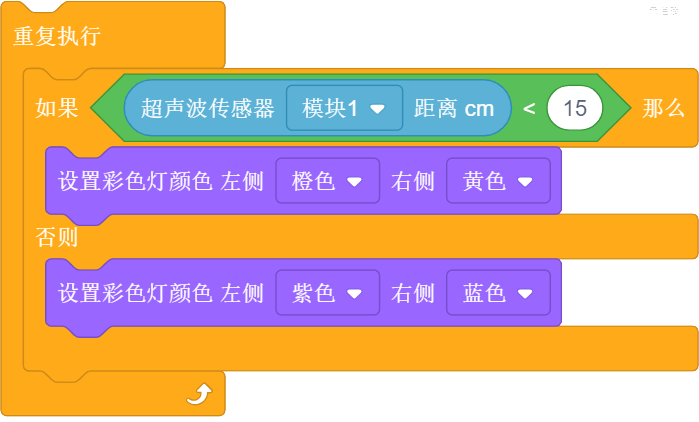 重复执行
如果 超声波传感器 模块1 距离 cm < 15 那么
设置彩色灯颜色 左侧 橙色 右侧 黄色
否则
设置彩色灯颜色 左侧 紫色 右侧 蓝色